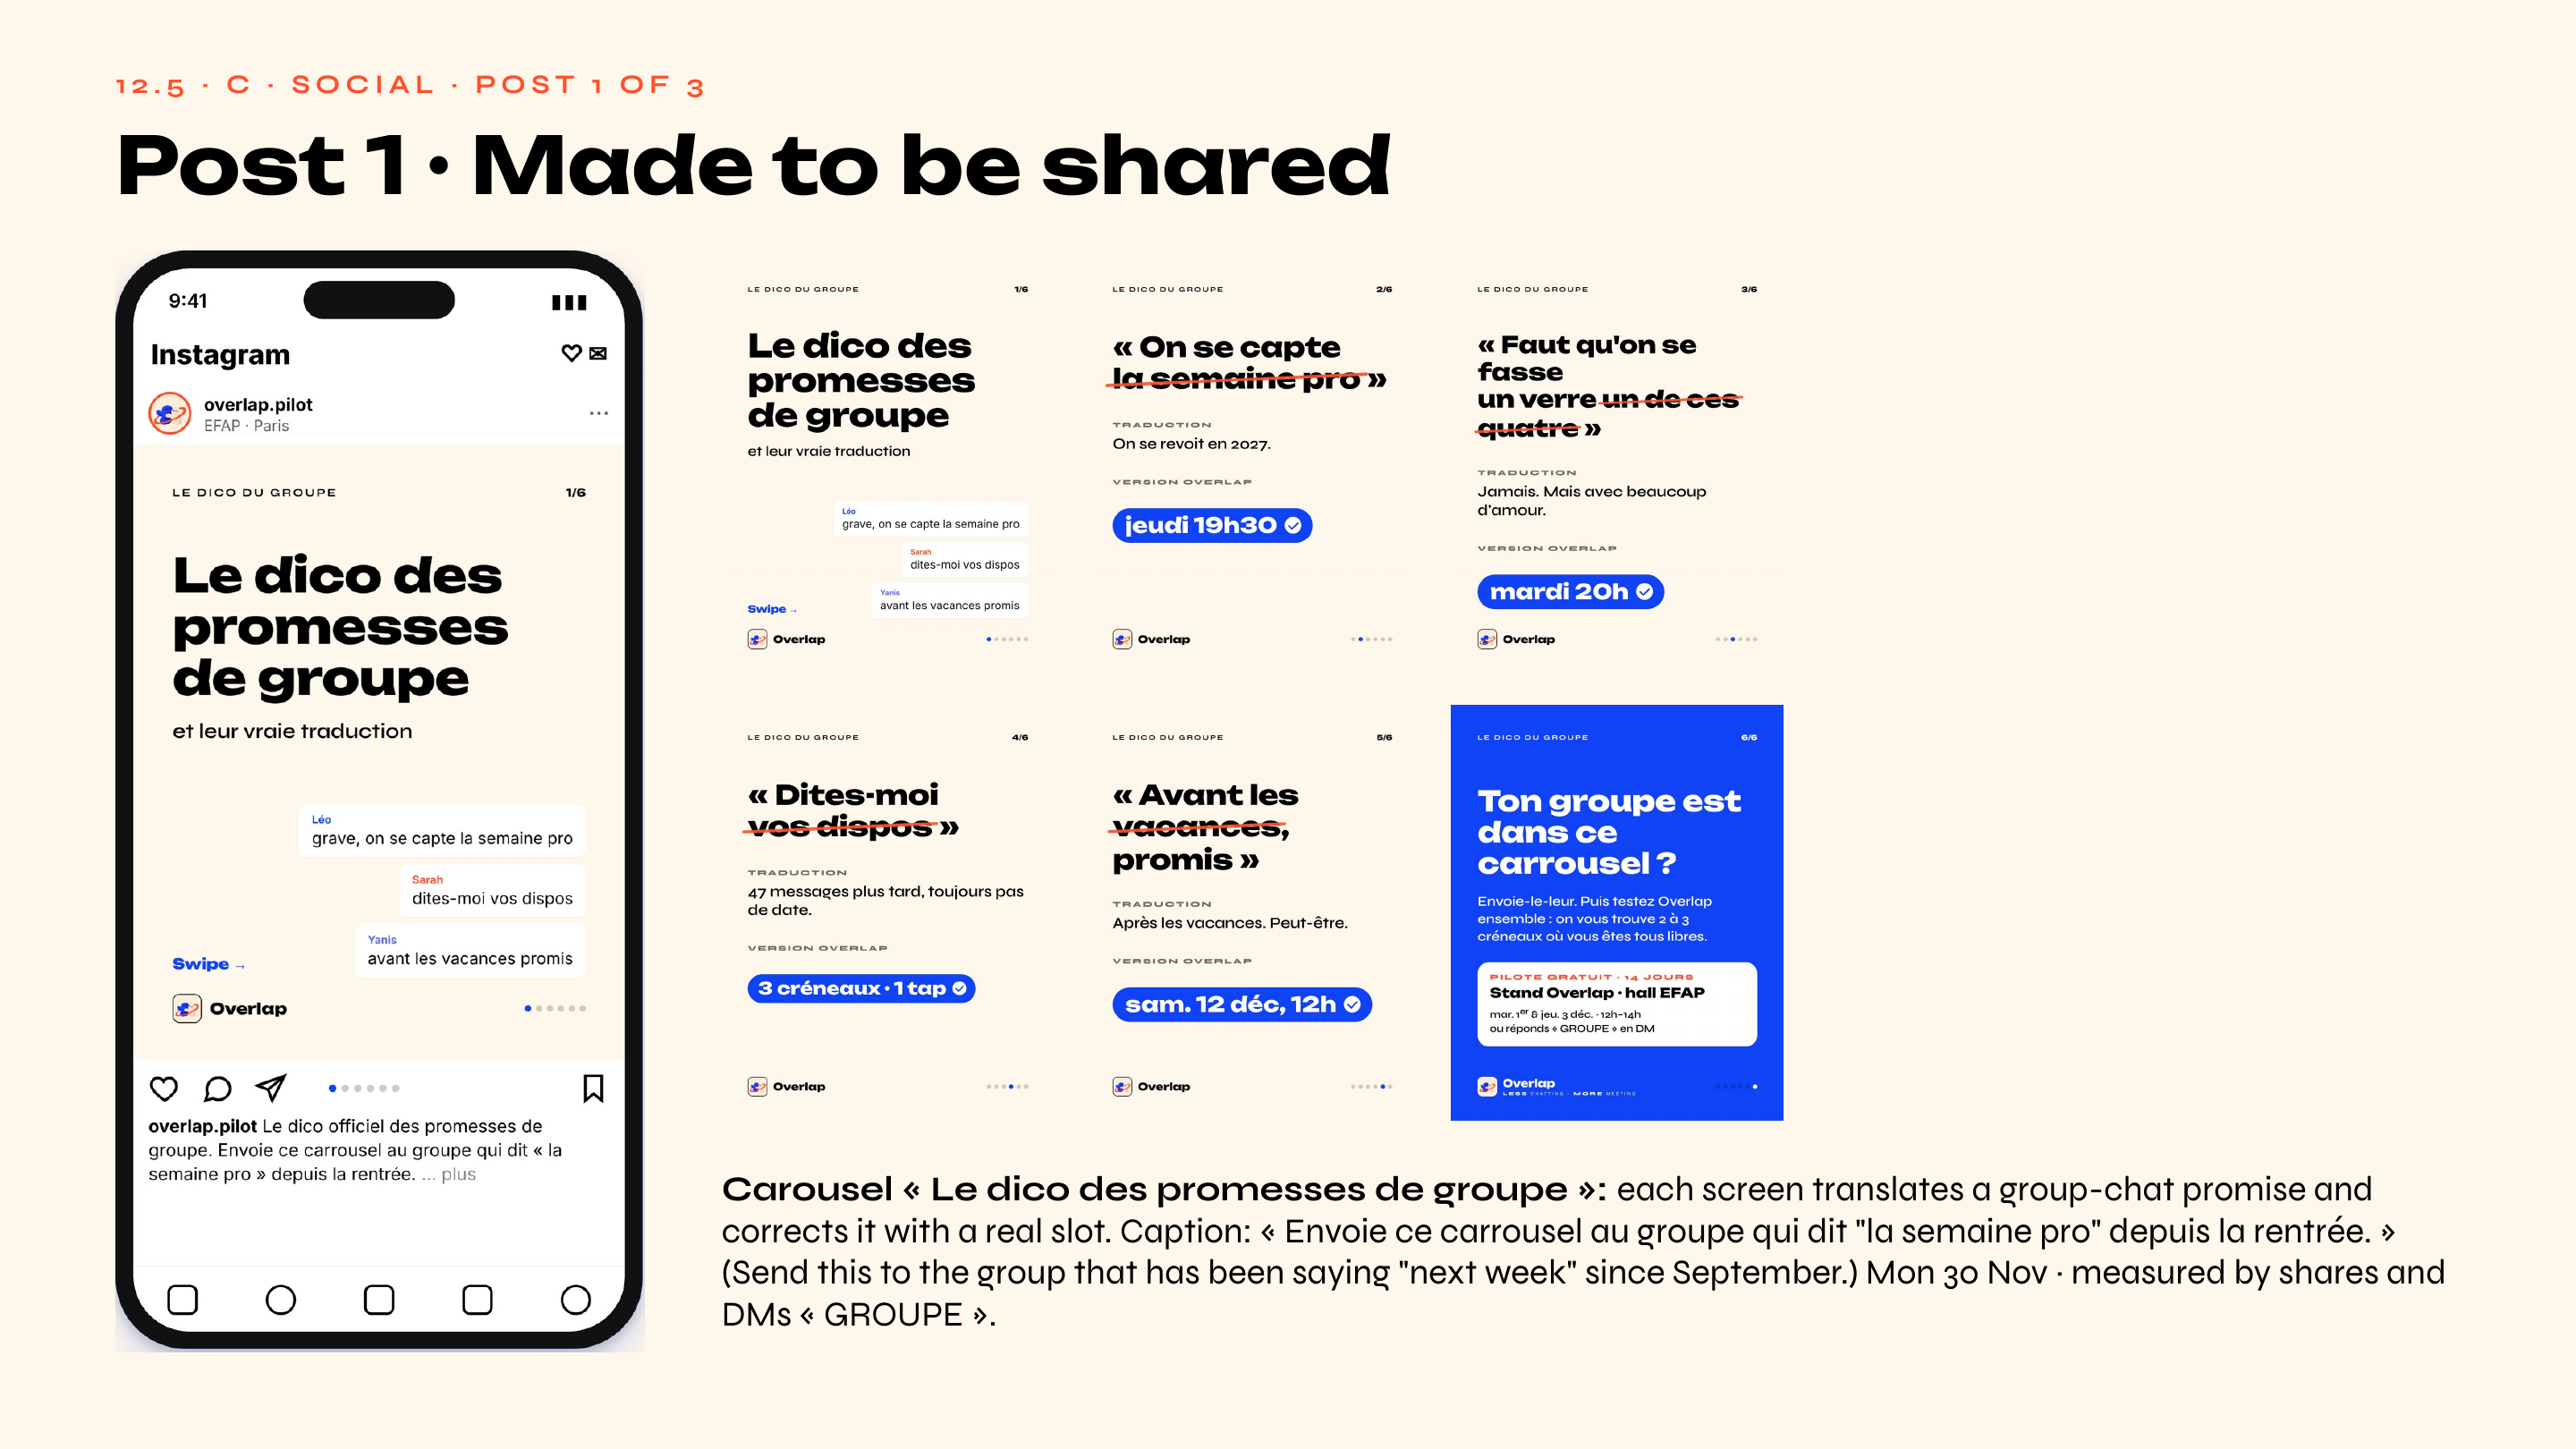 12.5 · C · SOCIAL · POST 1 OF 3
Post 1 · Made to be shared
9:41
Instagram
overlap.pilot
EFAP · Paris
LE DICO DU GROUPE 1/6
Le dico des
promesses
de groupe
et leur vraie traduction
Léo
grave, on se capte la semaine pro
Sarah
dites-moi vos dispos
Yanis
avant les vacances promis
Swipe →
Overlap
overlap.pilot Le dico officiel des promesses de
groupe. Envoie ce carrousel au groupe qui dit « la
semaine pro » depuis la rentrée. ... plus
LE DICO DU GROUPE 1/6
Le dico des
promesses
de groupe
et leur vraie traduction
Léo
grave, on se capte la semaine pro
Sarah
dites-moi vos dispos
Yanis
avant les vacances promis
Swipe →
Overlap
LE DICO DU GROUPE 2/6
« On se capte
la semaine pro »
TRADUCTION
On se revoit en 2027.
VERSION OVERLAP
jeudi 19h30
Overlap
LE DICO DU GROUPE 3/6
« Faut qu'on se
fasse
un verre un de ces
quatre »
TRADUCTION
Jamais. Mais avec beaucoup
d'amour.
VERSION OVERLAP
mardi 20h
Overlap
LE DICO DU GROUPE 4/6
« Dites-moi
vos dispos »
TRADUCTION
47 messages plus tard, toujours pas
de date.
VERSION OVERLAP
3 créneaux · 1 tap
Overlap
LE DICO DU GROUPE 5/6
« Avant les
vacances,
promis »
TRADUCTION
Après les vacances. Peut-être.
VERSION OVERLAP
sam. 12 déc, 12h
Overlap
LE DICO DU GROUPE 6/6
Ton groupe est
dans ce
carrousel ?
Envoie-le-leur. Puis testez Overlap
ensemble : on vous trouve 2 à 3
créneaux où vous êtes tous libres.
PILOTE GRATUIT · 14 JOURS
Stand Overlap · hall EFAP
mar. 1er & jeu. 3 déc. · 12h–14h
ou réponds « GROUPE » en DM
Overlap
LESS CHATTING · MORE MEETING
Carousel « Le dico des promesses de groupe »: each screen translates a group-chat promise and
corrects it with a real slot. Caption: « Envoie ce carrousel au groupe qui dit "la semaine pro" depuis la rentrée. »
(Send this to the group that has been saying "next week" since September.) Mon 30 Nov · measured by shares and
DMs « GROUPE ».